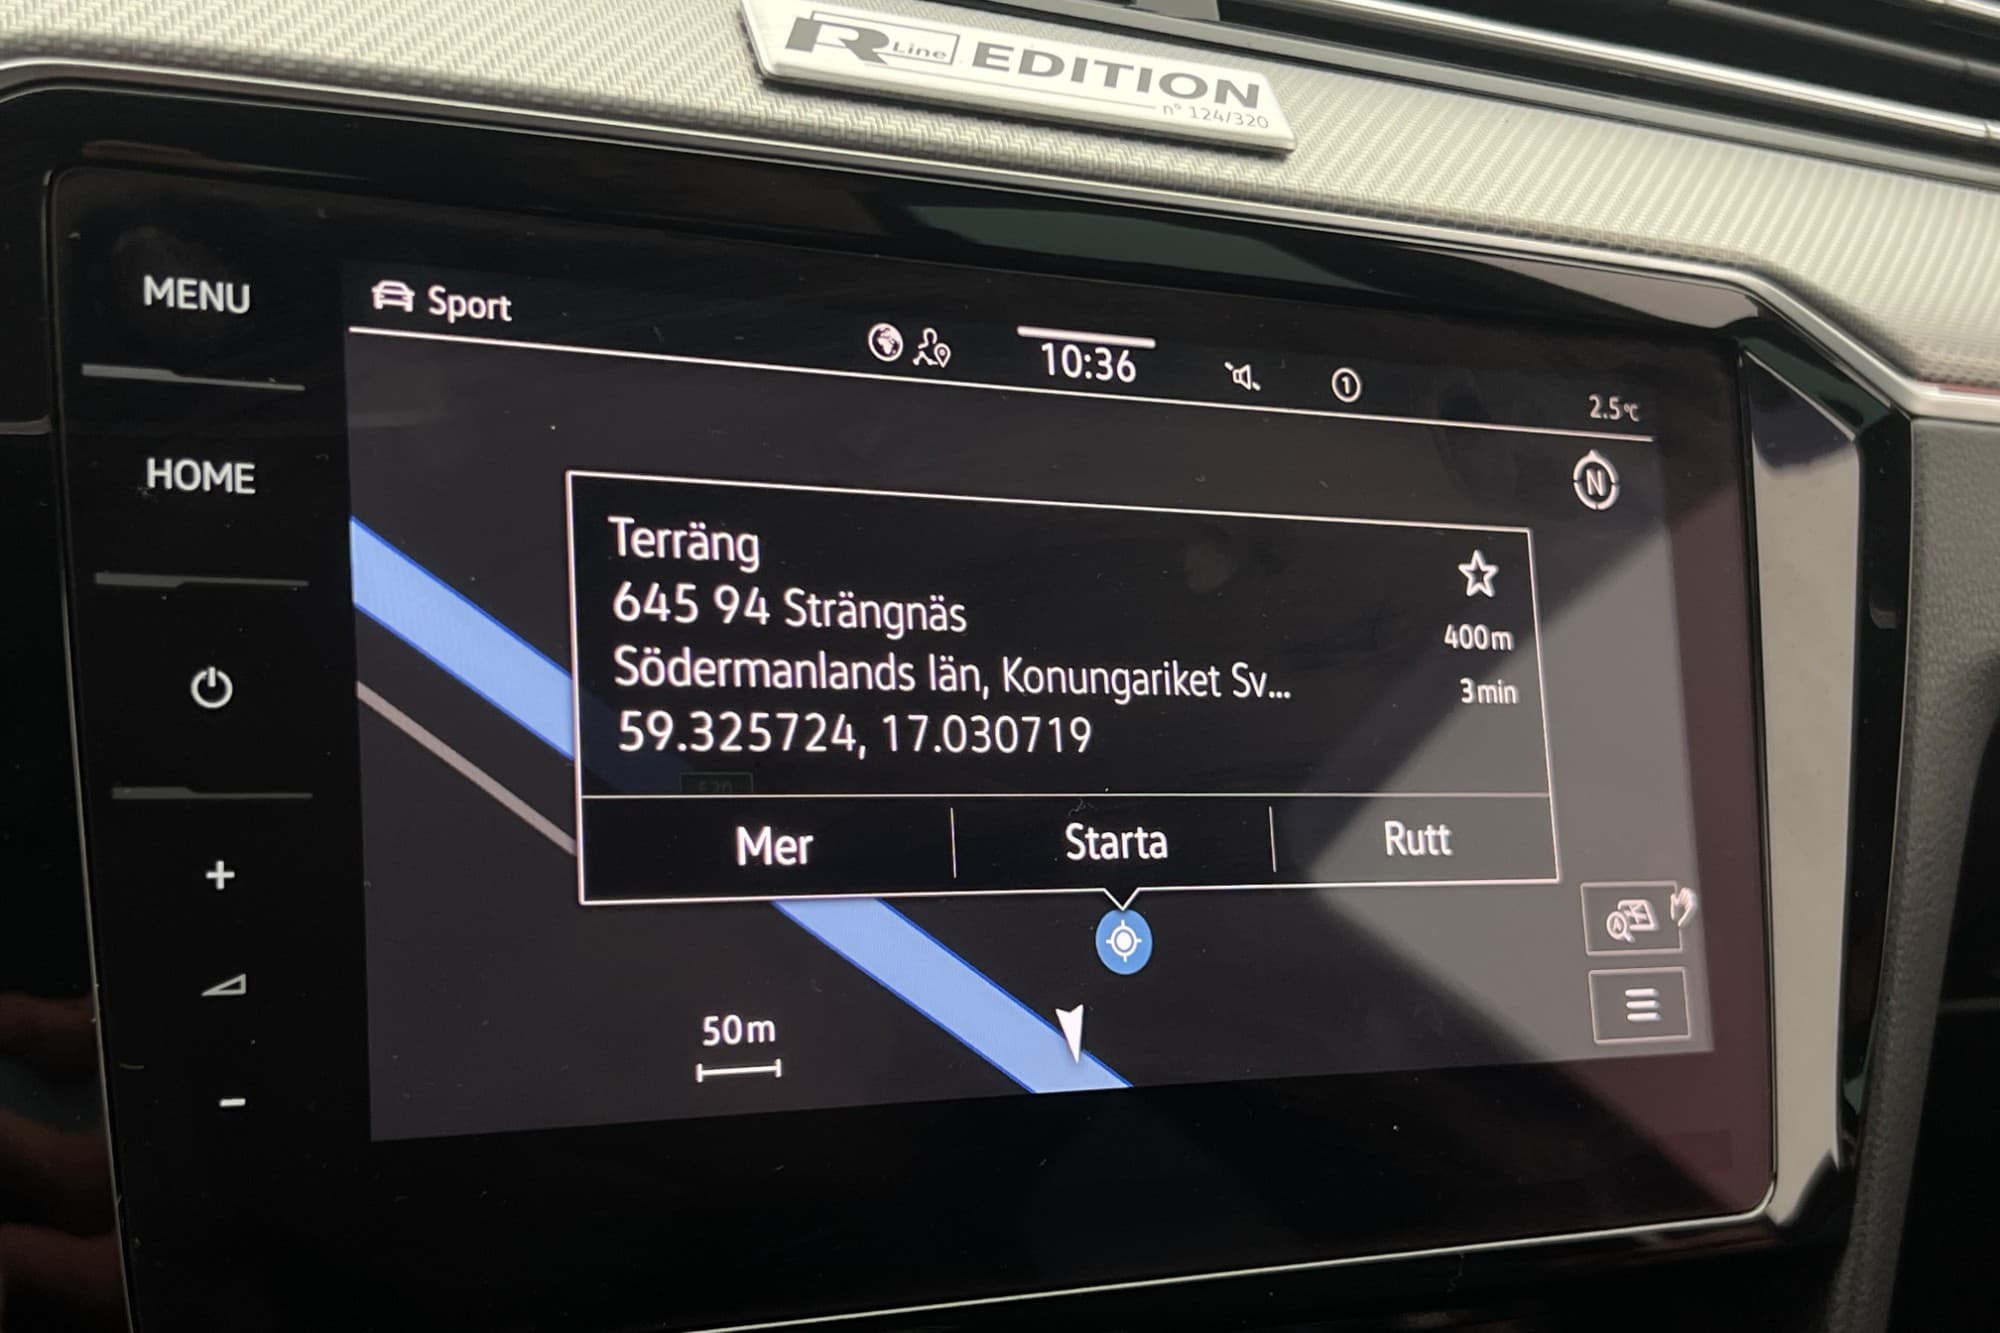 R Line EDITION
n° 124/320
MENU
HOME
Sport
10:36
1
2.5°C
N
Terräng
645 94 Strängnäs
400m
Södermanlands län, Konungariket Sv...
3min
59.325724, 17.030719
Mer
Starta
Rutt
50m